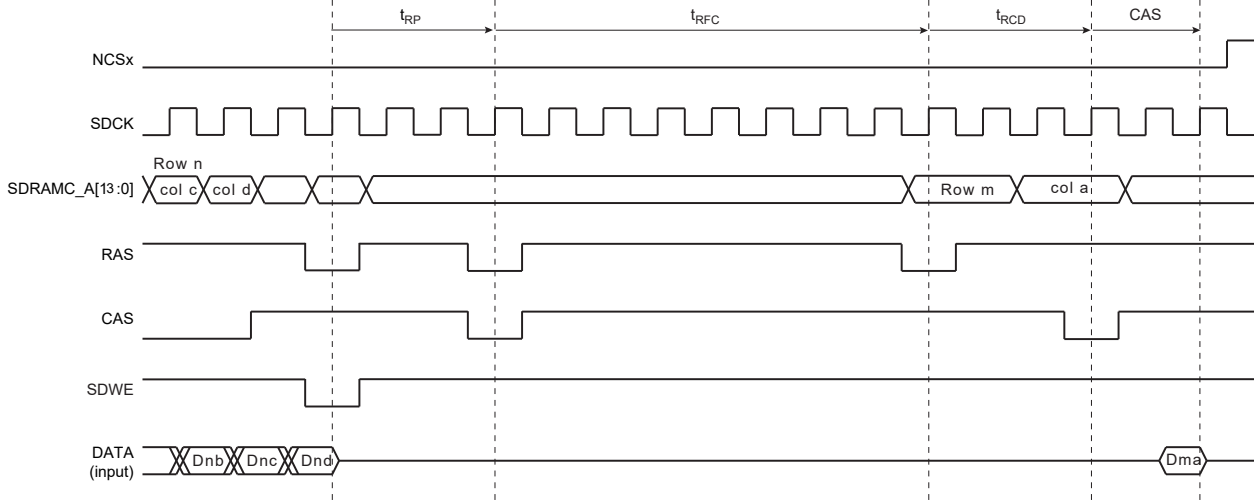 tRP tRFC tRCD CAS
NCSx
SDCK
Row n
SDRAMC_A[13:0] col c col d Row m col a
RAS
CAS
SDWE
DATA Dnb Dnc Dnd Dma
(input)